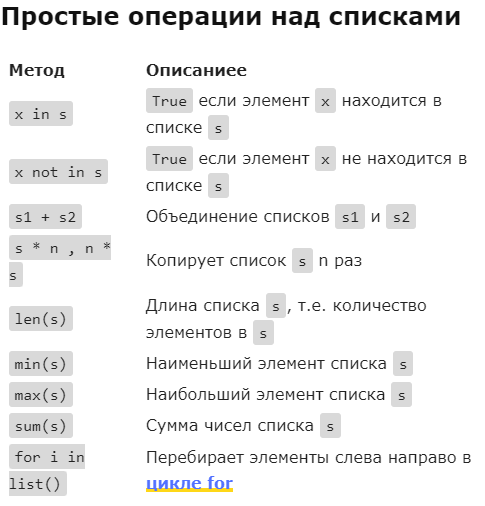 Простые операции над списками
Метод Описаниее
x in s True если элемент x находится в
списке s
x not in s True если элемент x не находится в
списке s
s1 + s2 Объединение списков s1 и s2
s * n , n *
s Копирует список s n раз
len(s) Длина списка s , т.е. количество
элементов в s
min(s) Наименьший элемент списка s
max(s) Наибольший элемент списка s
sum(s) Сумма чисел списка s
for i in Перебирает элементы слева направо в
list() цикле for